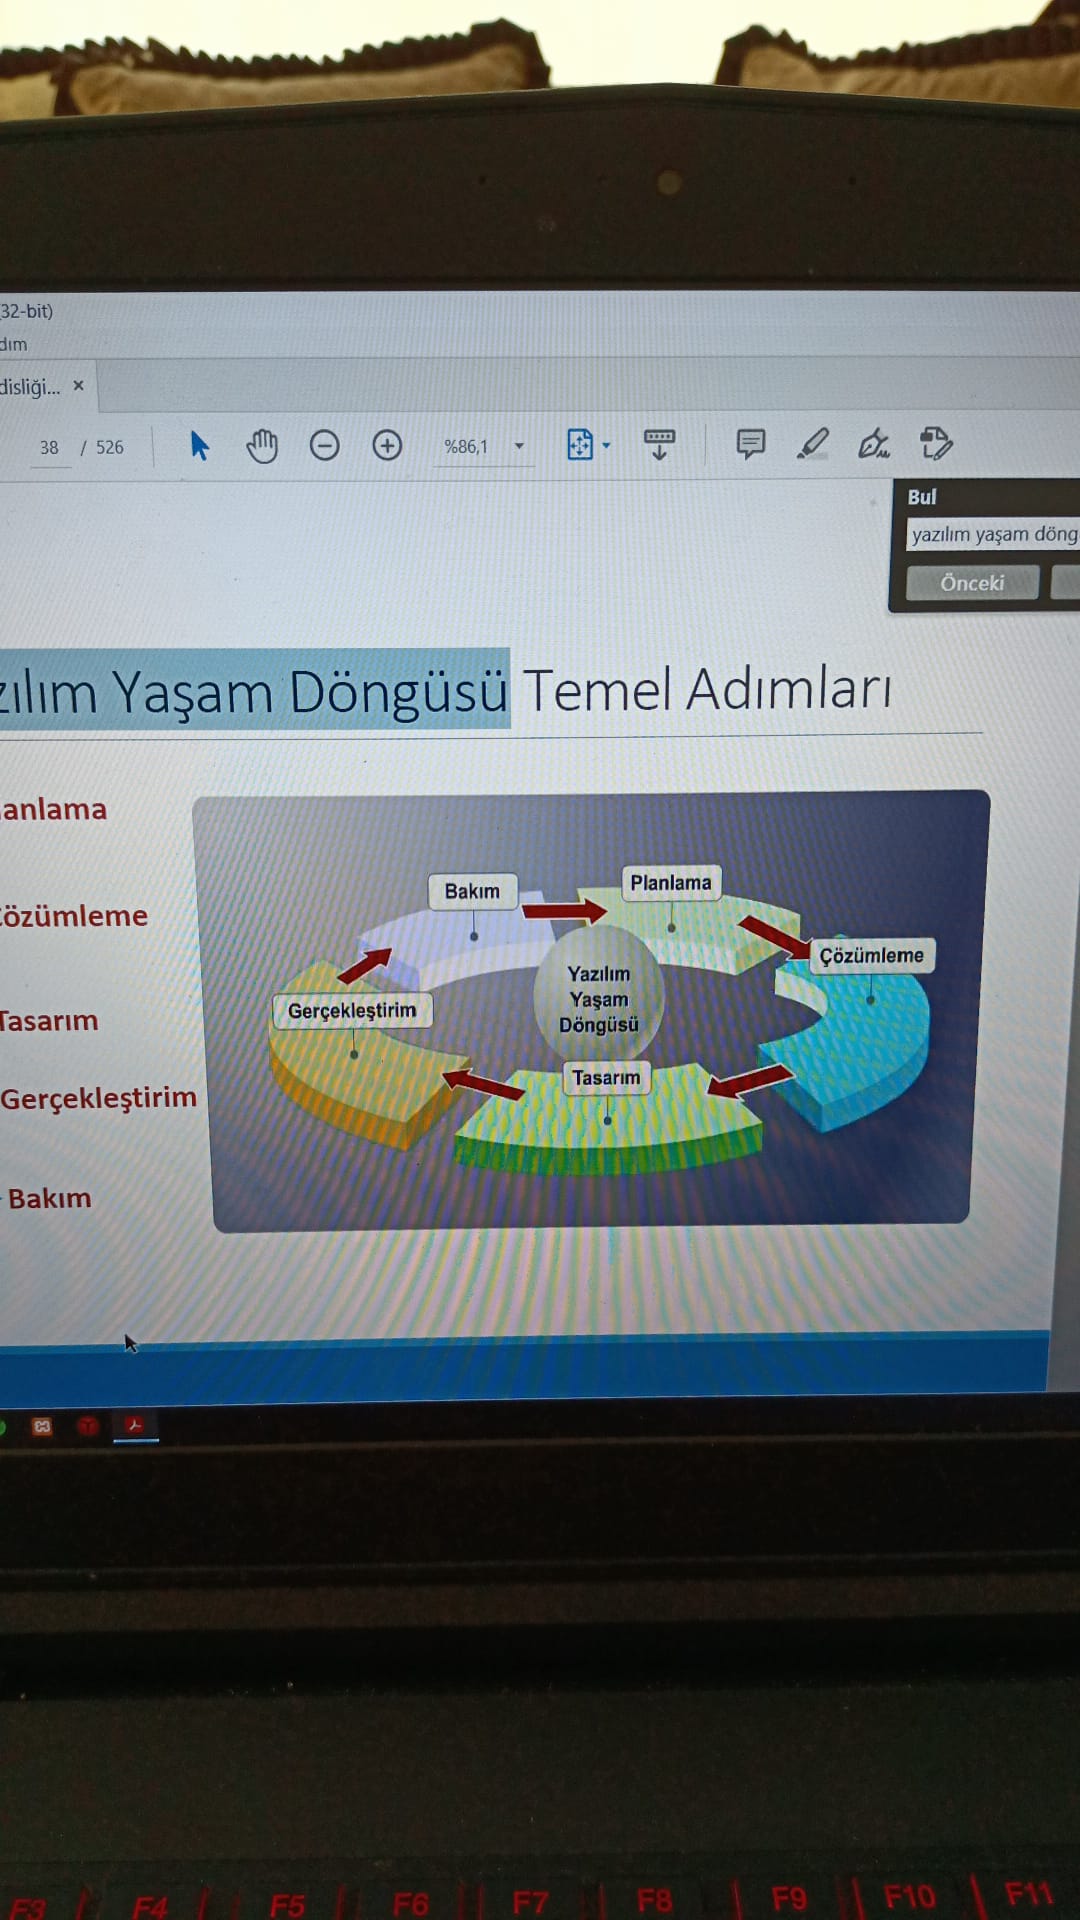 32-bit)
dım
disliği... ×
38 / 526 %86,1
Bul
yazılım yaşam döng
Önceki
zılım Yaşam Döngüsü Temel Adımları
anlama
özümleme
Tasarım
Gerçekleştirim
Bakım
Bakım
Planlama
Çözümleme
Gerçekleştirim
Yazılım
Yaşam
Döngüsü
Tasarım
F3 F4 F5 F6 F7 F8 F9 F10 F11